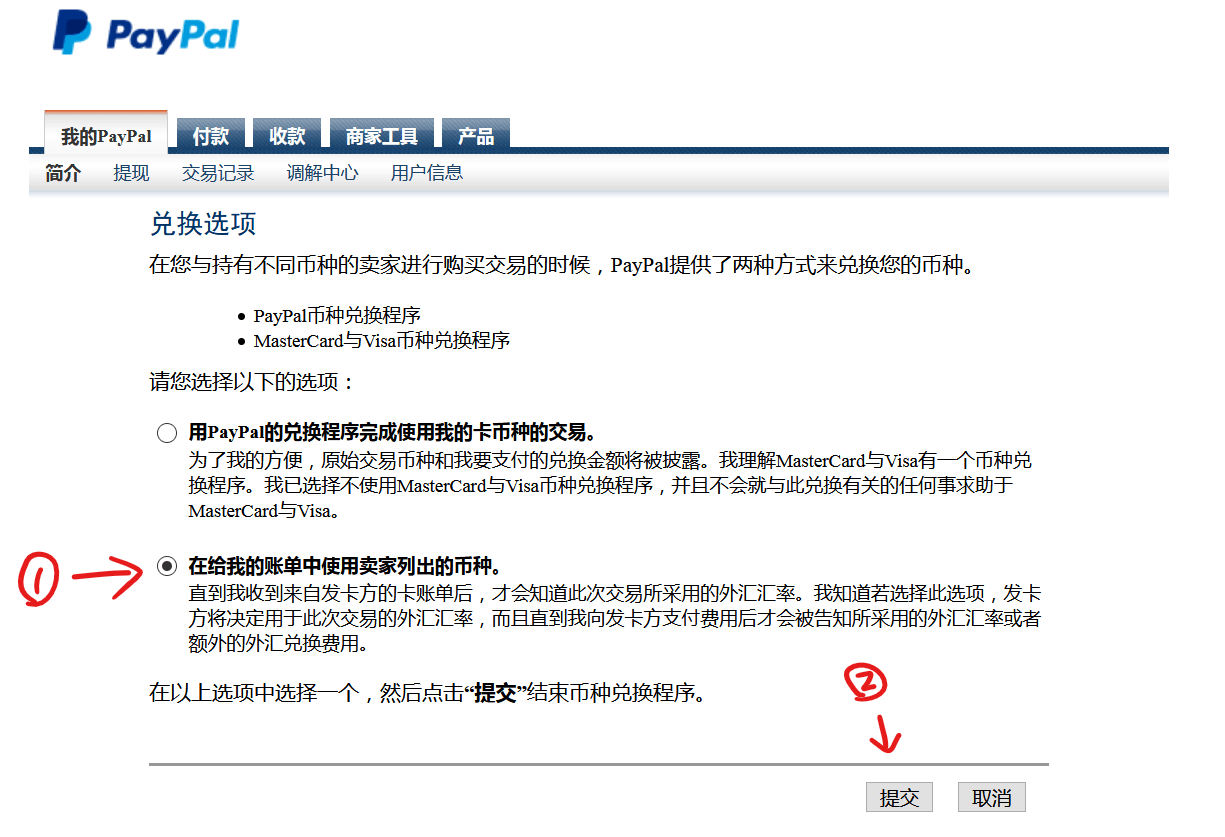 PayPal
我的PayPal 付款 收款 商家工具 产品
简介 提现 交易记录 调解中心 用户信息
兑换选项
在您与持有不同币种的卖家进行购买交易的时候，PayPal提供了两种方式来兑换您的币种。
• PayPal币种兑换程序
• MasterCard与Visa币种兑换程序
请您选择以下的选项：
用PayPal的兑换程序完成使用我的卡币种的交易。
为了我的方便，原始交易币种和我要支付的兑换金额将被披露。我理解MasterCard与Visa有一个币种兑
换程序。我已选择不使用MasterCard与Visa币种兑换程序，并且不会就与此兑换有关的任何事求助于
MasterCard与Visa。
① 在给我的账单中使用卖家列出的币种。
直到我收到来自发卡方的卡账单后，才会知道此次交易所采用的外汇汇率。我知道若选择此选项，发卡
方将决定用于此次交易的外汇汇率，而且直到我向发卡方支付费用后才会被告知所采用的外汇汇率或者
额外的外汇兑换费用。
在以上选项中选择一个，然后点击“提交”结束币种兑换程序。
②
提交 取消